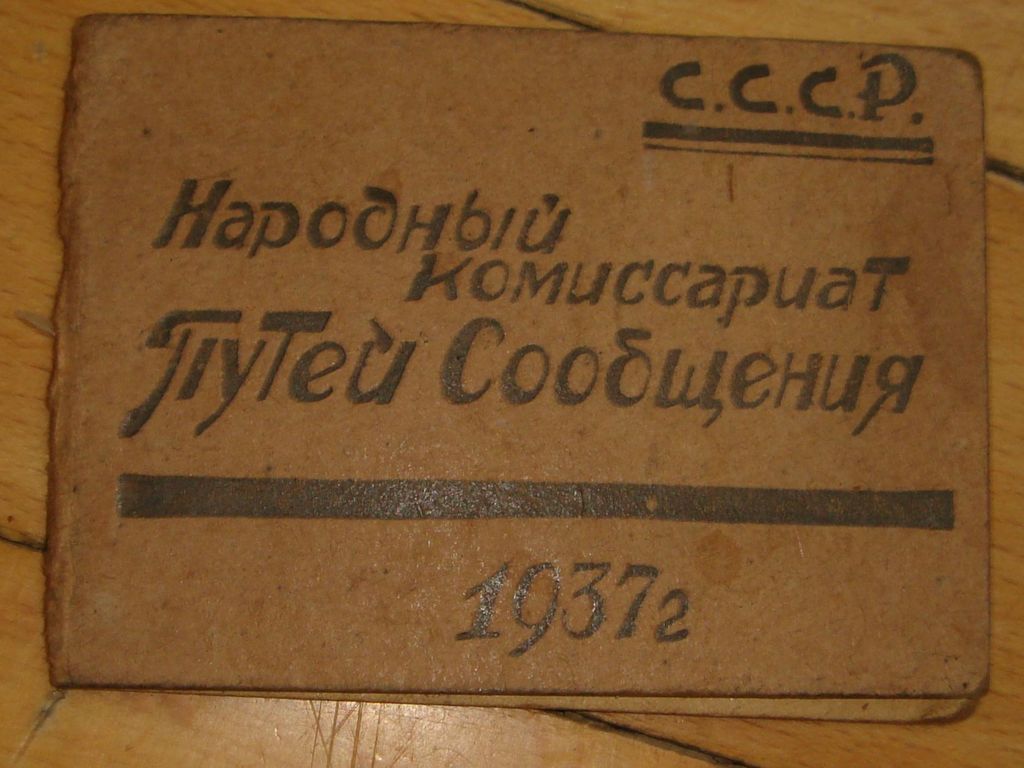 С.С.С.Р.
Народный
комиссариат
Путей Сообщения
1937г